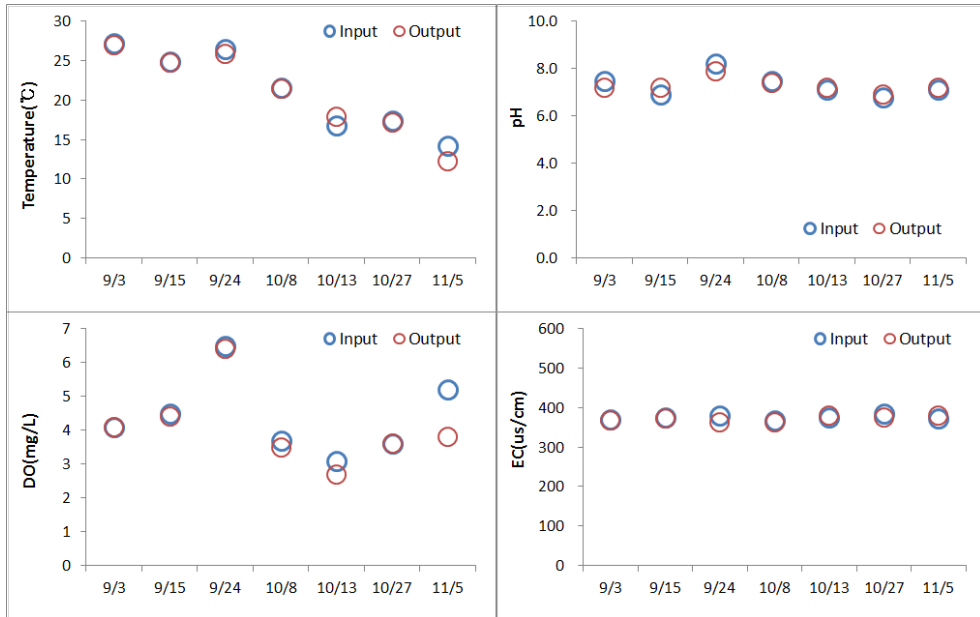 Temperature(℃)
30
25
20
15
10
5
0
Input Output
9/3 9/15 9/24 10/8 10/13 10/27 11/5
pH
10.0
8.0
6.0
4.0
2.0
0.0
Input Output
9/3 9/15 9/24 10/8 10/13 10/27 11/5
DO(mg/L)
7
6
5
4
3
2
1
0
Input Output
9/3 9/15 9/24 10/8 10/13 10/27 11/5
EC(us/cm)
600
500
400
300
200
100
0
Input Output
9/3 9/15 9/24 10/8 10/13 10/27 11/5